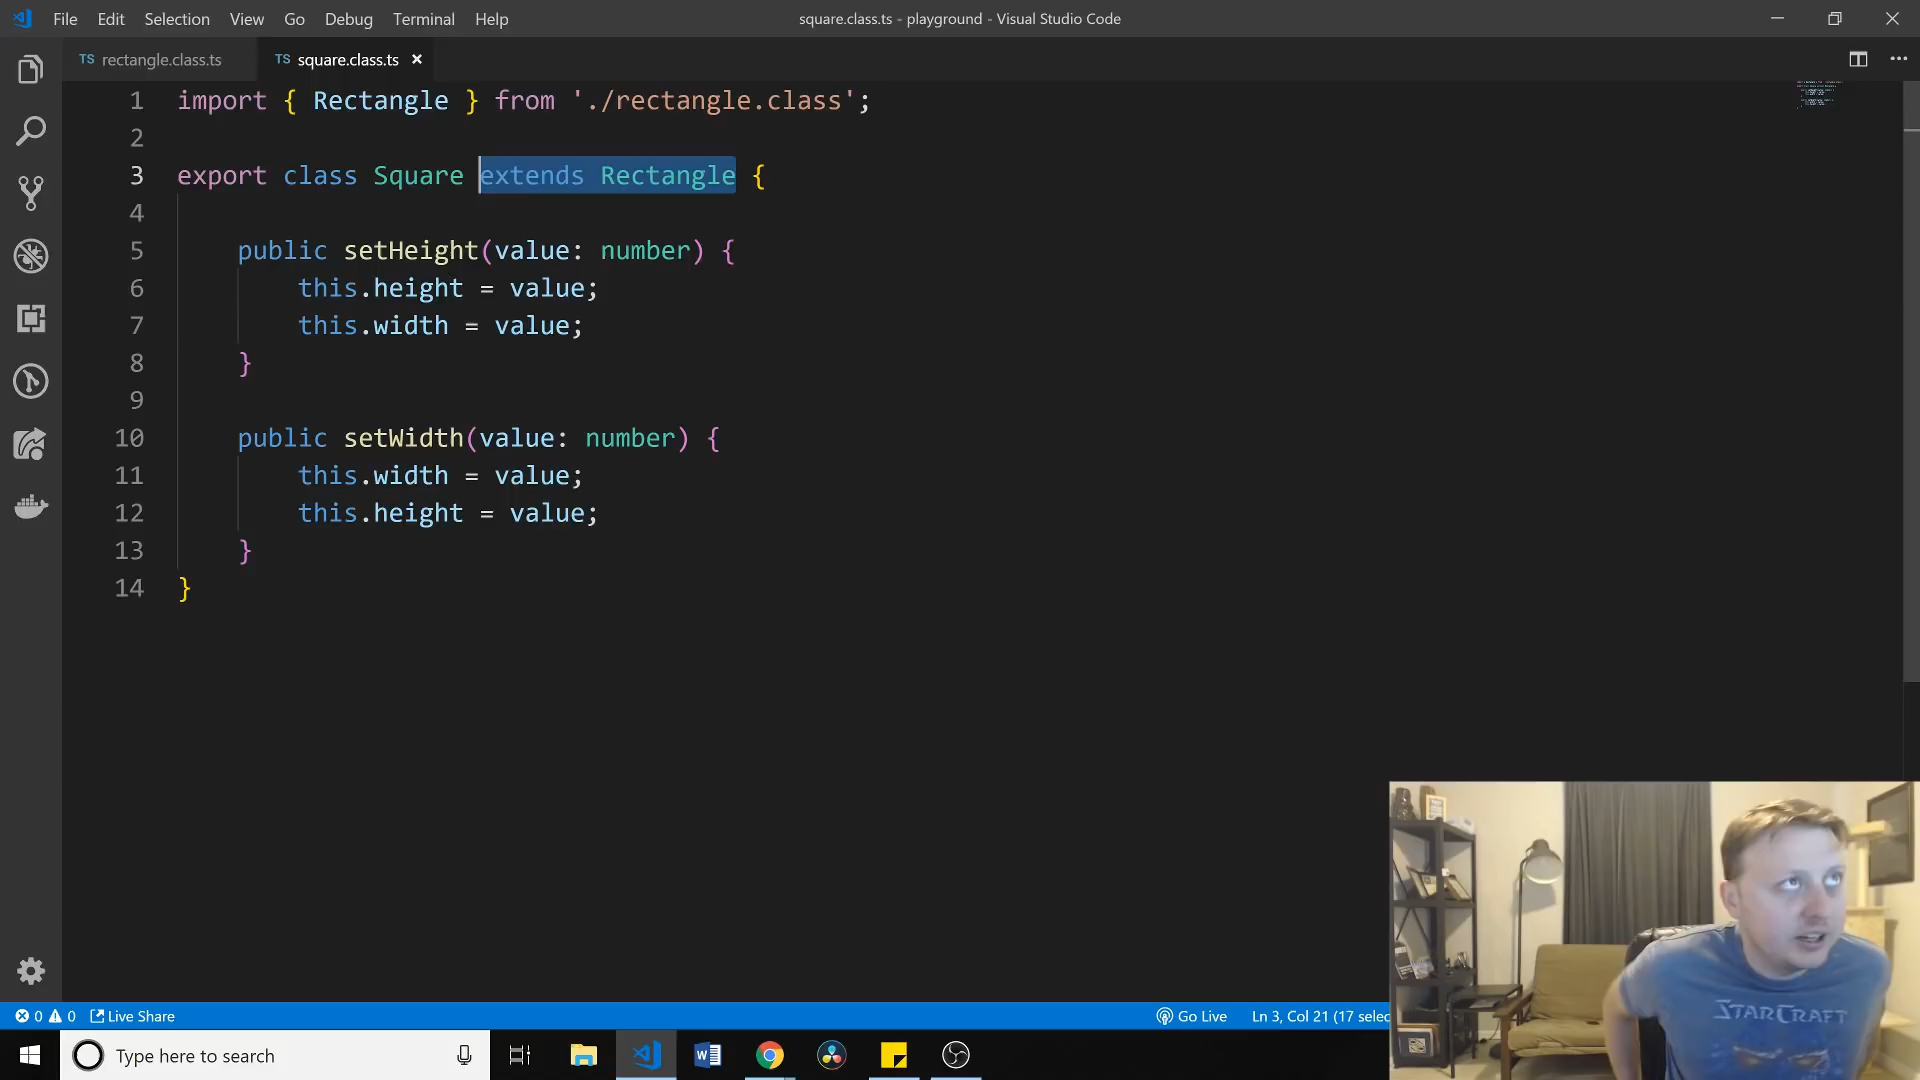 File Edit Selection View Go Debug Terminal Help
square.class.ts - playground - Visual Studio Code
TS rectangle.class.ts
TS square.class.ts
1 import { Rectangle } from './rectangle.class';
2
3 export class Square extends Rectangle {
4
5 public setHeight(value: number) {
6 this.height = value;
7 this.width = value;
8 }
9
10 public setWidth(value: number) {
11 this.width = value;
12 this.height = value;
13 }
14 }
STARCRAFT
0 0 Live Share
Go Live Ln 3, Col 21 (17 selec
Type here to search